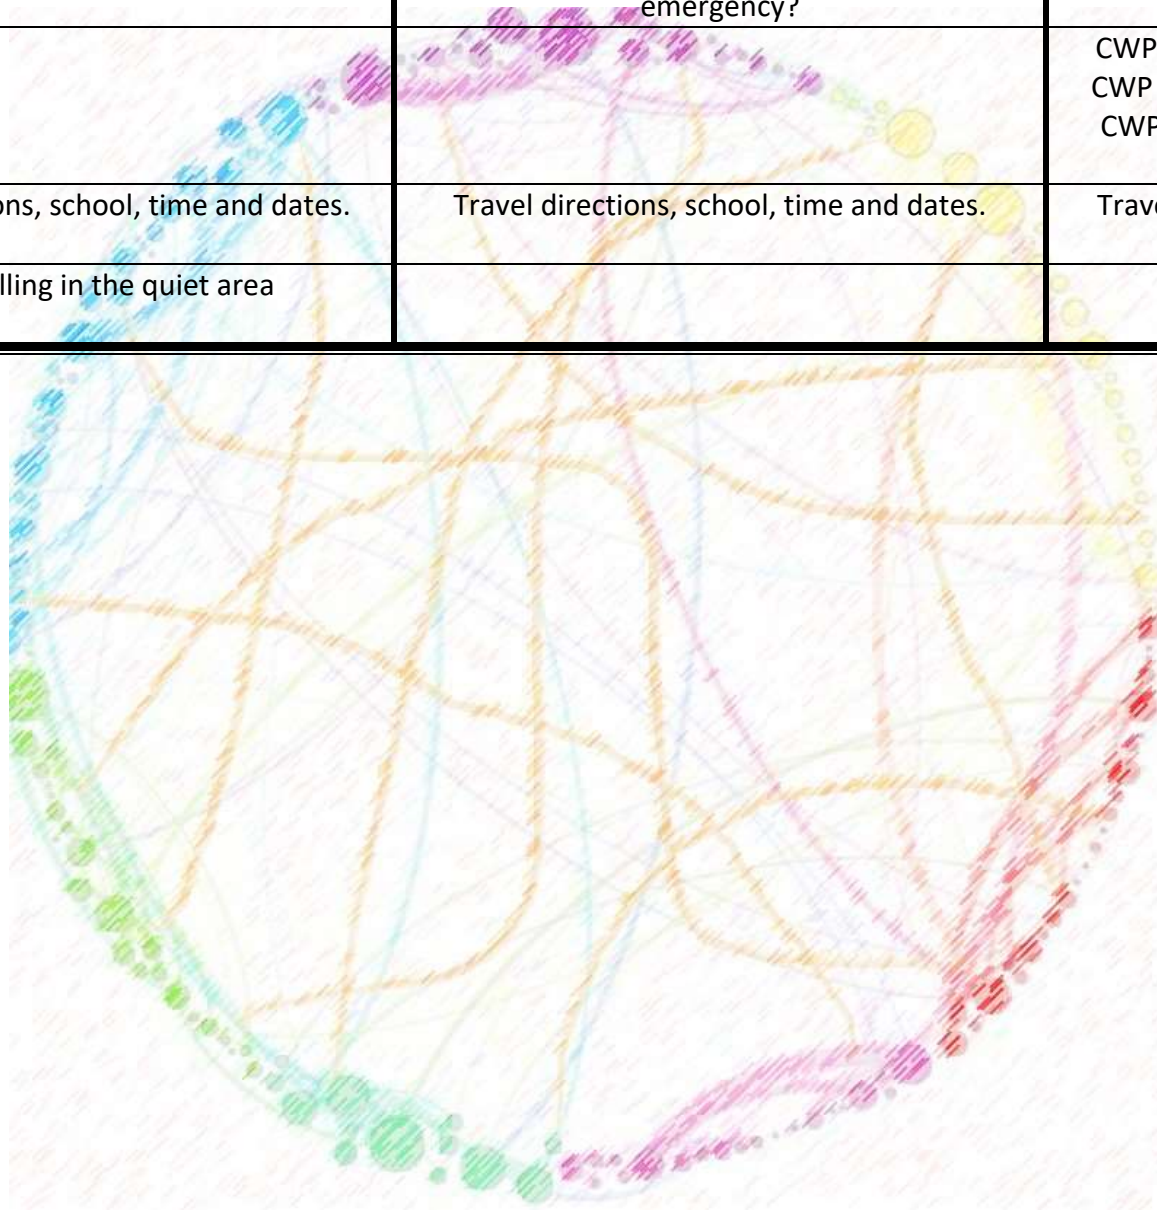 emergency?
CWP
CWP
CWP
ons, school, time and dates.
Travel directions, school, time and dates.
Trave
lling in the quiet area